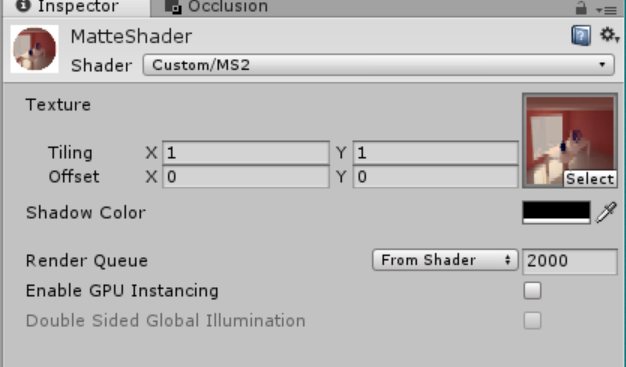 Inspector Occlusion
MatteShader
Shader Custom/MS2
Texture
Tiling X 1 Y 1
Offset X 0 Y 0
Select
Shadow Color
Render Queue From Shader 2000
Enable GPU Instancing
Double Sided Global Illumination